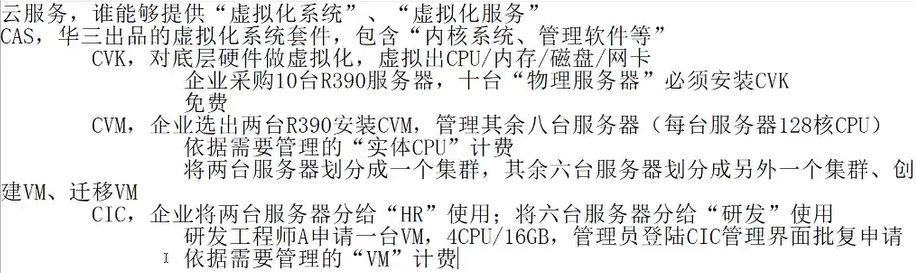 云服务，谁能够提供“虚拟化系统”、“虚拟化服务”
CAS，华三出品的虚拟化系统套件，包含“内核系统、管理软件等”
CVK，对底层硬件做虚拟化，虚拟出CPU/内存/磁盘/网卡
企业采购10台R390服务器，十台“物理服务器”必须安装CVK
免费
CVM，企业选出两台R390安装CVM，管理其余八台服务器（每台服务器128核CPU）
依据需要管理的“实体CPU”计费
将两台服务器划分成一个集群，其余六台服务器划分成另外一个集群、创
建VM、迁移VM
CIC，企业将两台服务器分给“HR”使用；将六台服务器分给“研发”使用
研发工程师A申请一台VM，4CPU/16GB，管理员登陆CIC管理界面批复申请
依据需要管理的“VM”计费